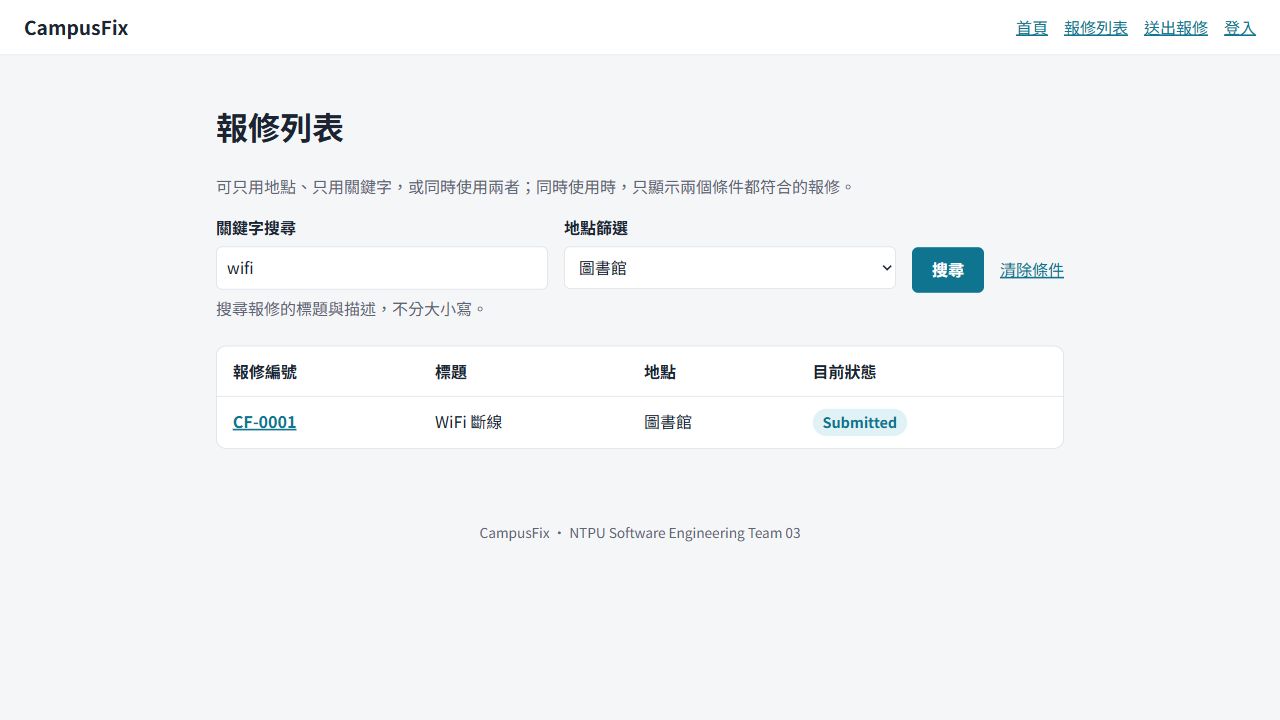 CampusFix
首頁 報修列表 送出報修 登入
報修列表
可只用地點、只用關鍵字，或同時使用兩者；同時使用時，只顯示兩個條件都符合的報修。
關鍵字搜尋 地點篩選
wifi 圖書館 搜尋 清除條件
搜尋報修的標題與描述，不分大小寫。
報修編號 標題 地點 目前狀態
CF-0001 WiFi 斷線 圖書館 Submitted
CampusFix ・ NTPU Software Engineering Team 03